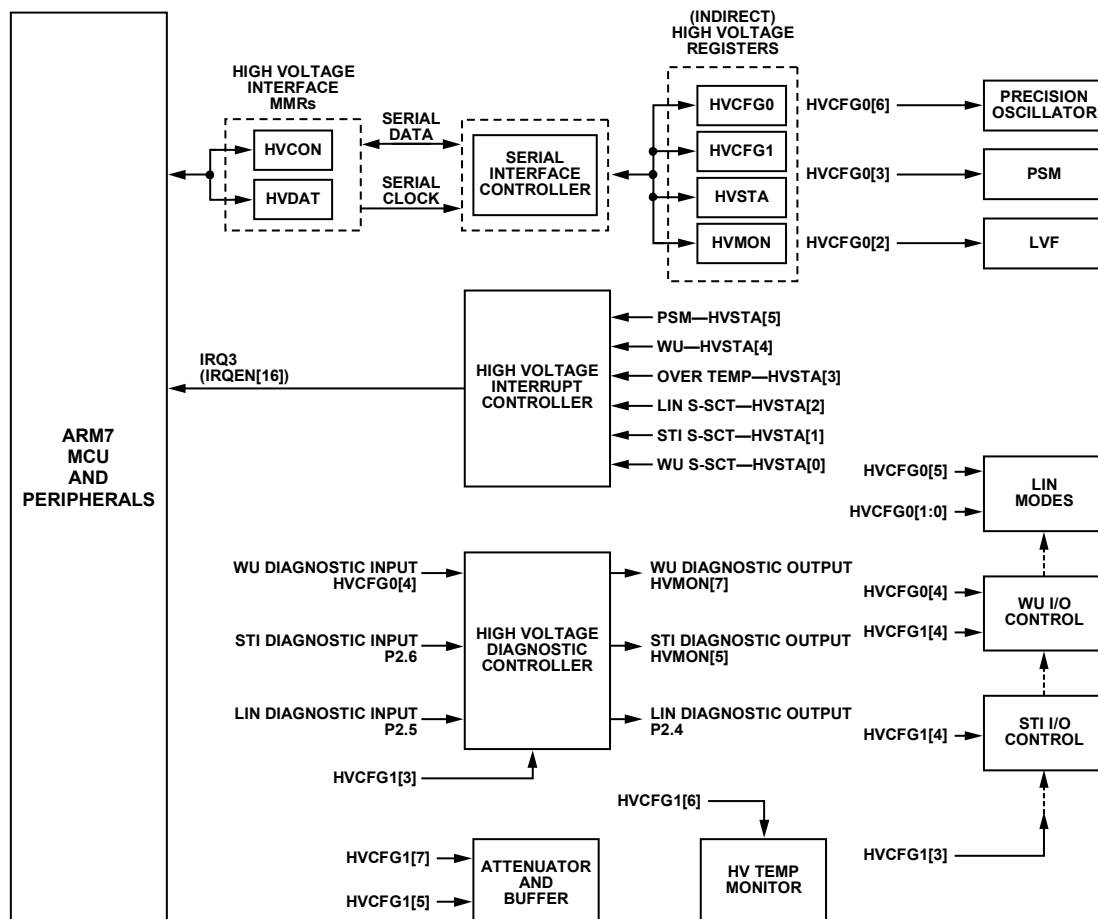 (INDIRECT)
HIGH VOLTAGE
REGISTERS
HIGH VOLTAGE
INTERFACE
MMRs
HVCON
HVDAT
SERIAL
DATA
SERIAL
CLOCK
SERIAL
INTERFACE
CONTROLLER
HVCFG0
HVCFG1
HVSTA
HVMON
HVCFG0[6]
PRECISION
OSCILLATOR
HVCFG0[3]
PSM
HVCFG0[2]
LVF
ARM7
MCU
AND
PERIPHERALS
IRQ3
(IRQEN[16])
HIGH VOLTAGE
INTERRUPT
CONTROLLER
PSM—HVSTA[5]
WU—HVSTA[4]
OVER TEMP—HVSTA[3]
LIN S-SCT—HVSTA[2]
STI S-SCT—HVSTA[1]
WU S-SCT—HVSTA[0]
HVCFG0[5]
HVCFG0[1:0]
LIN
MODES
WU DIAGNOSTIC INPUT
HVCFG0[4]
STI DIAGNOSTIC INPUT
P2.6
LIN DIAGNOSTIC INPUT
P2.5
HIGH VOLTAGE
DIAGNOSTIC
CONTROLLER
WU DIAGNOSTIC OUTPUT
HVMON[7]
STI DIAGNOSTIC OUTPUT
HVMON[5]
LIN DIAGNOSTIC OUTPUT
P2.4
HVCFG0[4]
HVCFG1[4]
WU I/O
CONTROL
HVCFG1[4]
STI I/O
CONTROL
HVCFG1[3]
HVCFG1[6]
HVCFG1[3]
HVCFG1[7]
HVCFG1[5]
ATTENUATOR
AND
BUFFER
HV TEMP
MONITOR